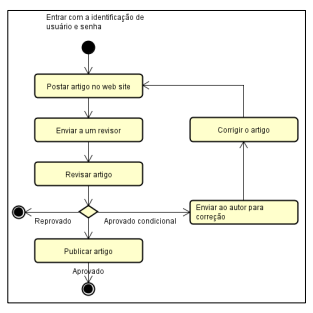 Entrar com a identificação de
usuário e senha
Postar artigo no web site
Enviar a um revisor
Corrigir o artigo
Revisar artigo
Enviar ao autor para
correção
Reprovado
Aprovado condicional
Publicar artigo
Aprovado